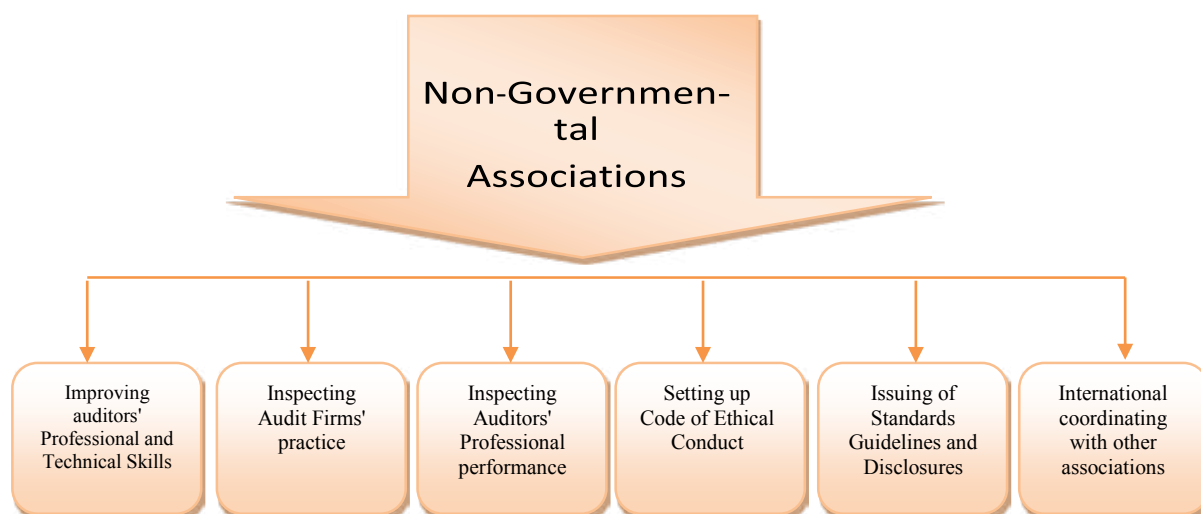 Non-Governmen-
tal
Associations
Improving
auditors'
Professional and
Technical Skills
Inspecting
Audit Firms'
practice
Inspecting
Auditors'
Professional
performance
Setting up
Code of Ethical
Conduct
Issuing of
Standards
Guidelines and
Disclosures
International
coordinating
with other
associations